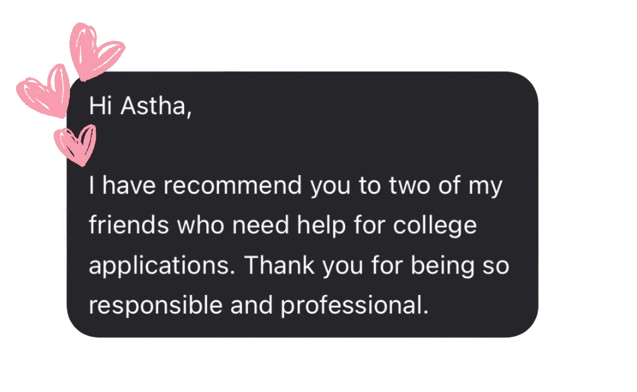 Hi Astha,
I have recommend you to two of my
friends who need help for college
applications. Thank you for being so
responsible and professional.